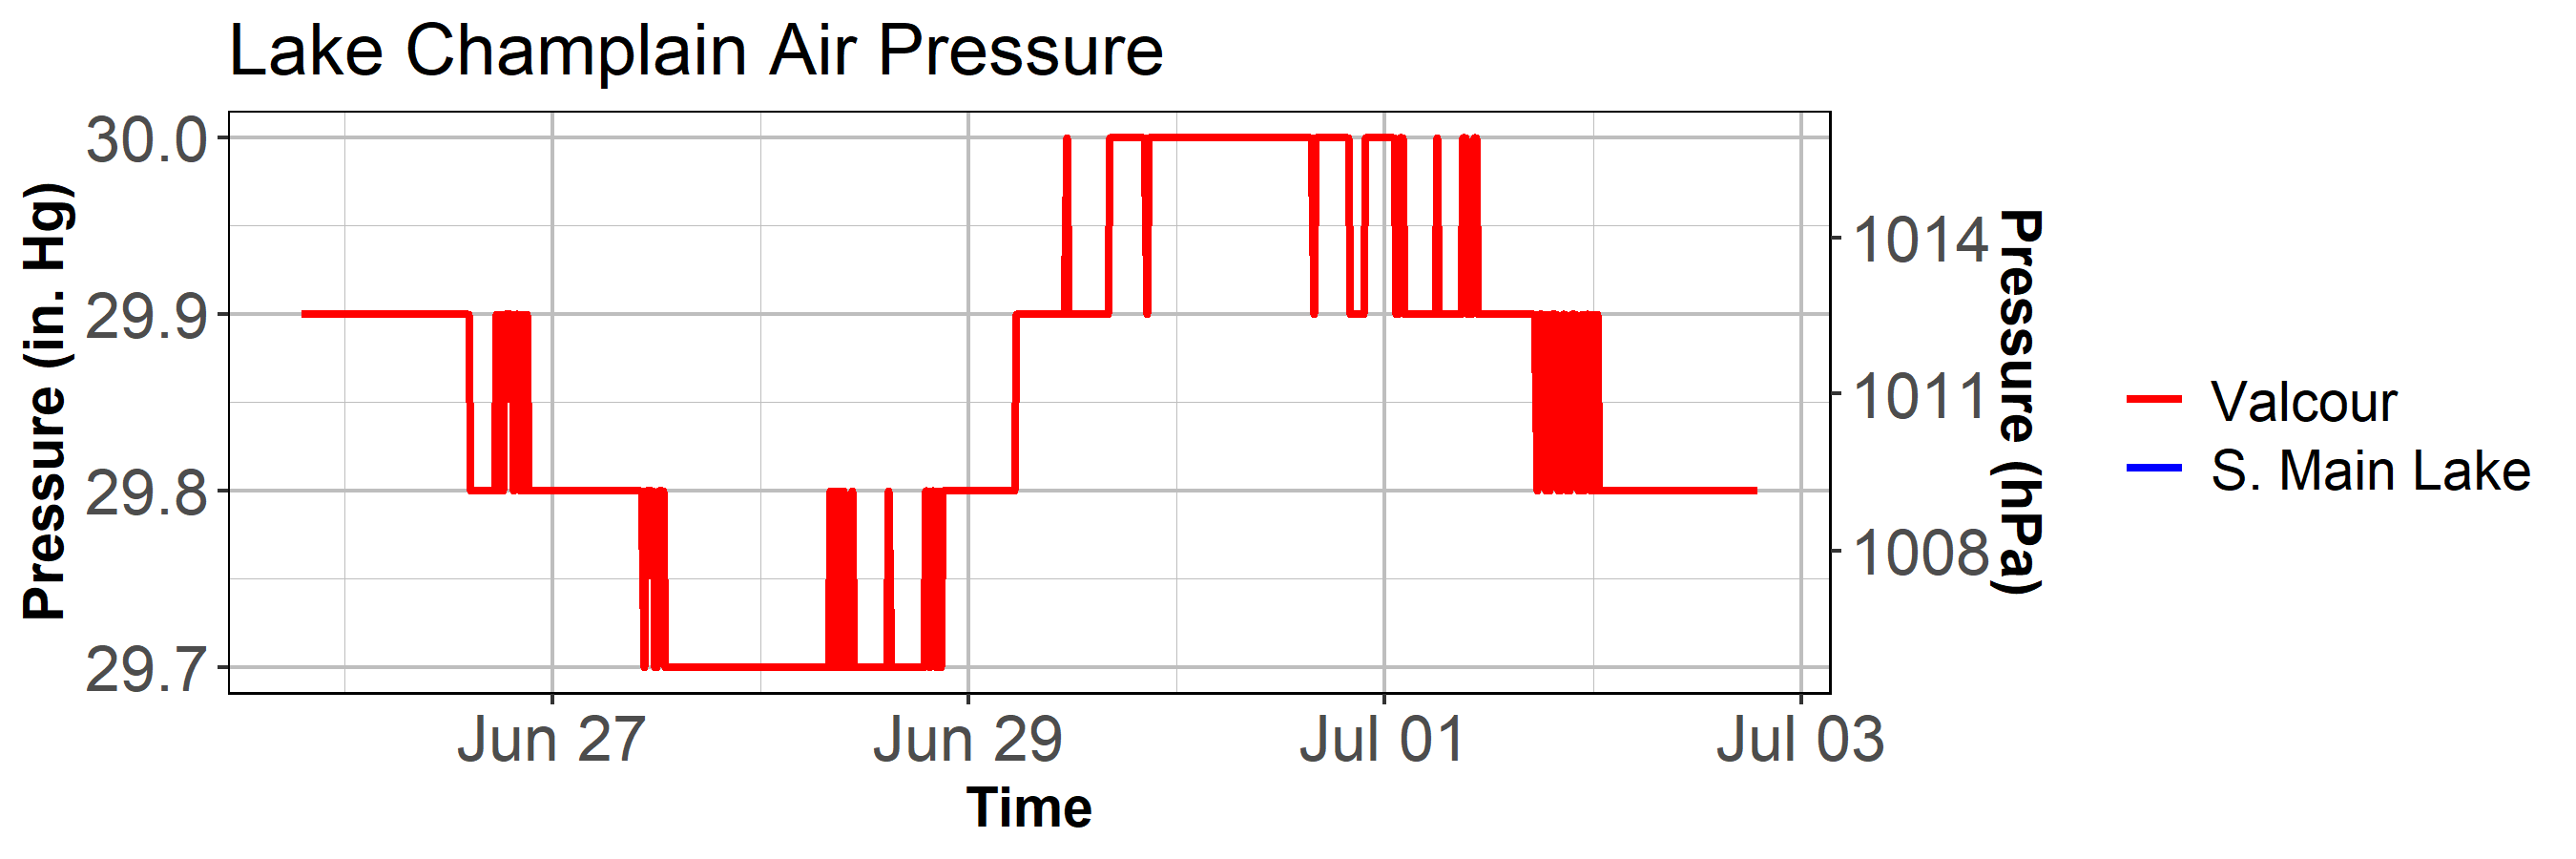 Lake Champlain Air Pressure
Pressure (in. Hg)
30.0
29.9
29.8
29.7
1014
1011
1008
Pressure (hPa)
Valcour
S. Main Lake
Jun 27
Jun 29
Jul 01
Jul 03
Time